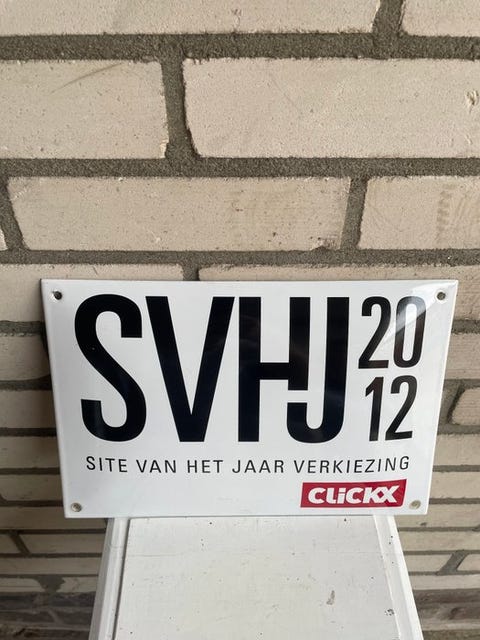 SVHJ 20
12
SITE VAN HET JAAR VERKIEZING
CLiCKX